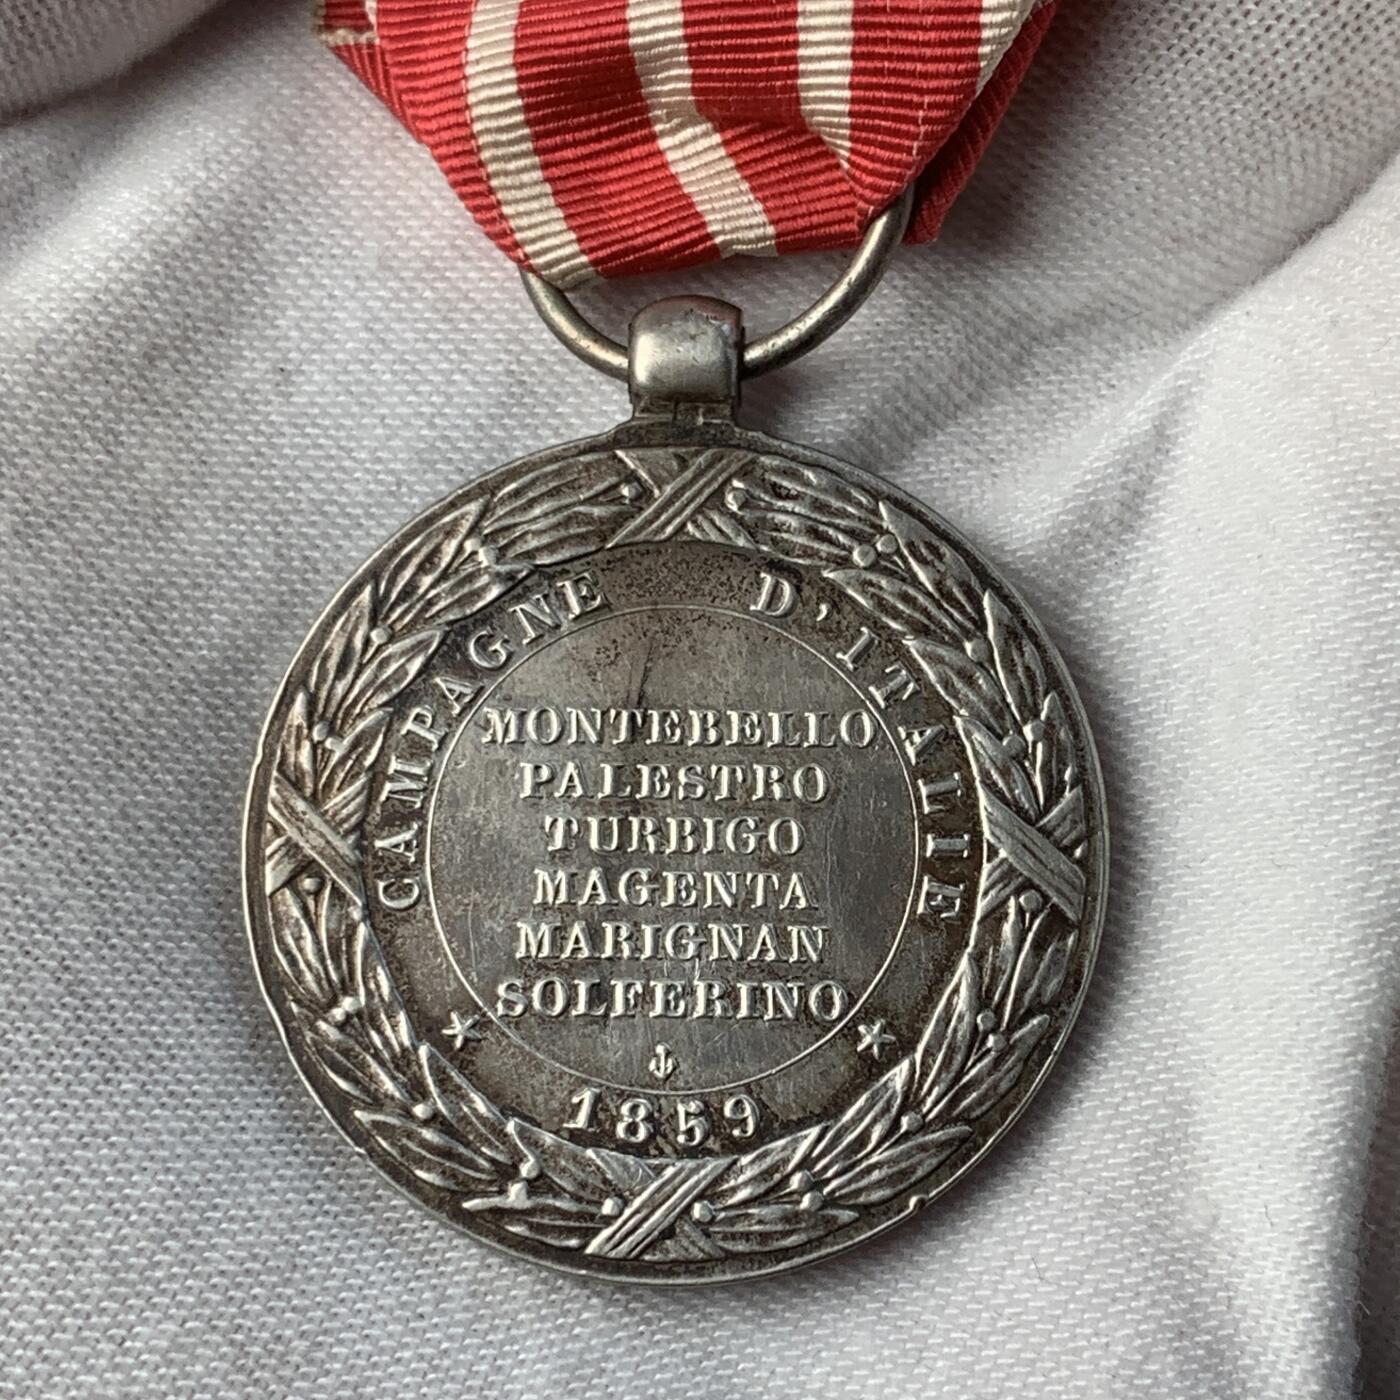 CAMPAGNE D'ITALIE
MONTEBELLO
PALESTRO
TURBIGO
MAGENTA
MARIGNAN
SOLFERINO
1859